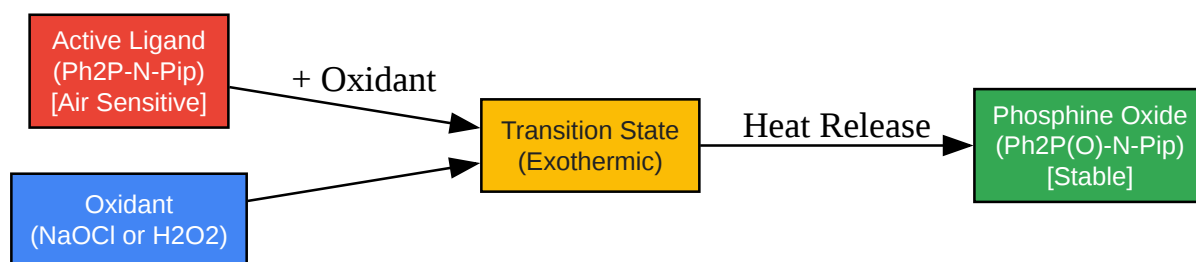 Active Ligand
(Ph2P-N-Pip)
[Air Sensitive]
+ Oxidant
Oxidant
(NaOCl or H2O2)
Transition State
(Exothermic)
Heat Release
Phosphine Oxide
(Ph2P(O)-N-Pip)
[Stable]